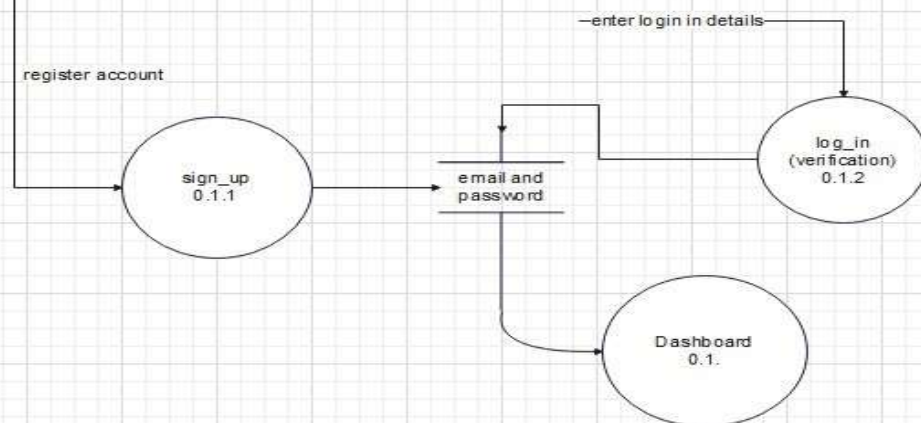 enter login in details
register account
log_in
(verification)
0.1.2
sign_up
0.1.1
email and
password
Dashboard
0.1.